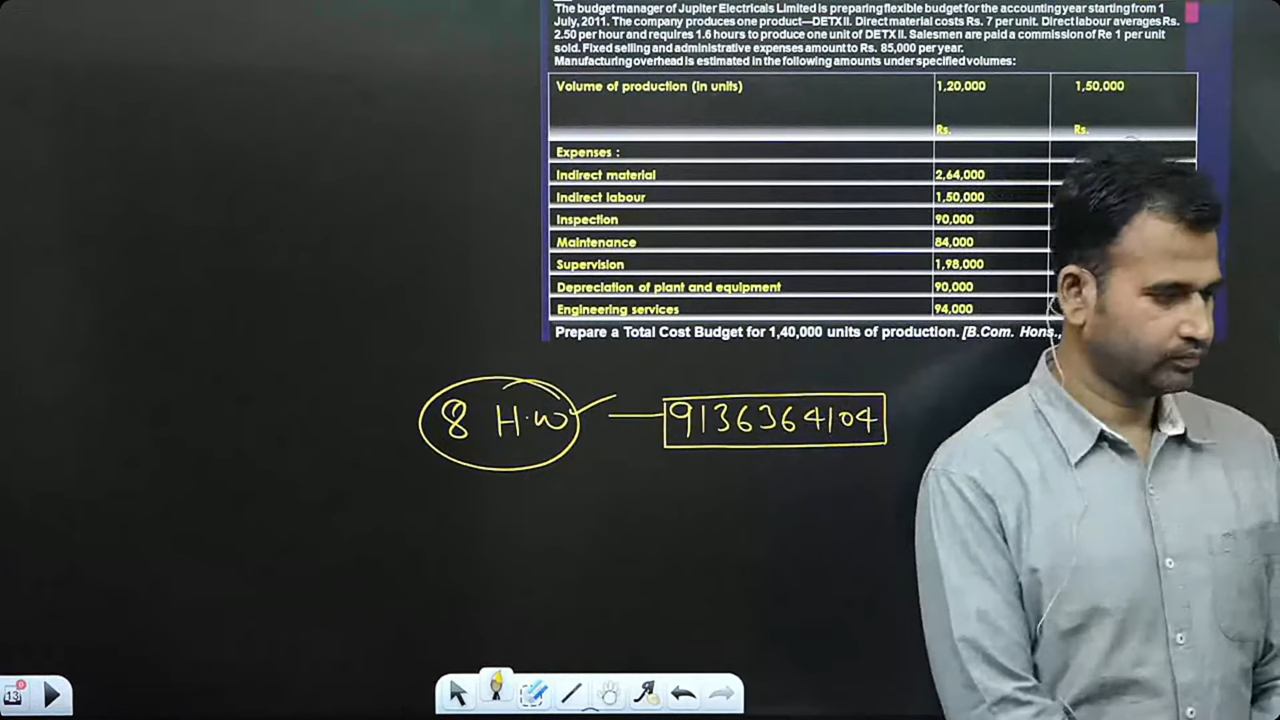 The budget manager of Jupiter Electricals Limited is preparing flexible budget for the accounting year starting from 1
July, 2011. The company produces one product—DETX II. Direct material costs Rs. 7 per unit. Direct labour averages Rs.
2.50 per hour and requires 1.6 hours to produce one unit of DETX II. Salesmen are paid a commission of Re 1 per unit
sold. Fixed selling and administrative expenses amount to Rs. 85,000 per year.
Manufacturing overhead is estimated in the following amounts under specified volumes:
Volume of production (in units) 1,20,000 1,50,000
Rs. Rs.
Expenses :
Indirect material 2,64,000
Indirect labour 1,50,000
Inspection 90,000
Maintenance 84,000
Supervision 1,98,000
Depreciation of plant and equipment 90,000
Engineering services 94,000
Prepare a Total Cost Budget for 1,40,000 units of production. [B.Com. Hons.,
8 H.W 9136364104
13